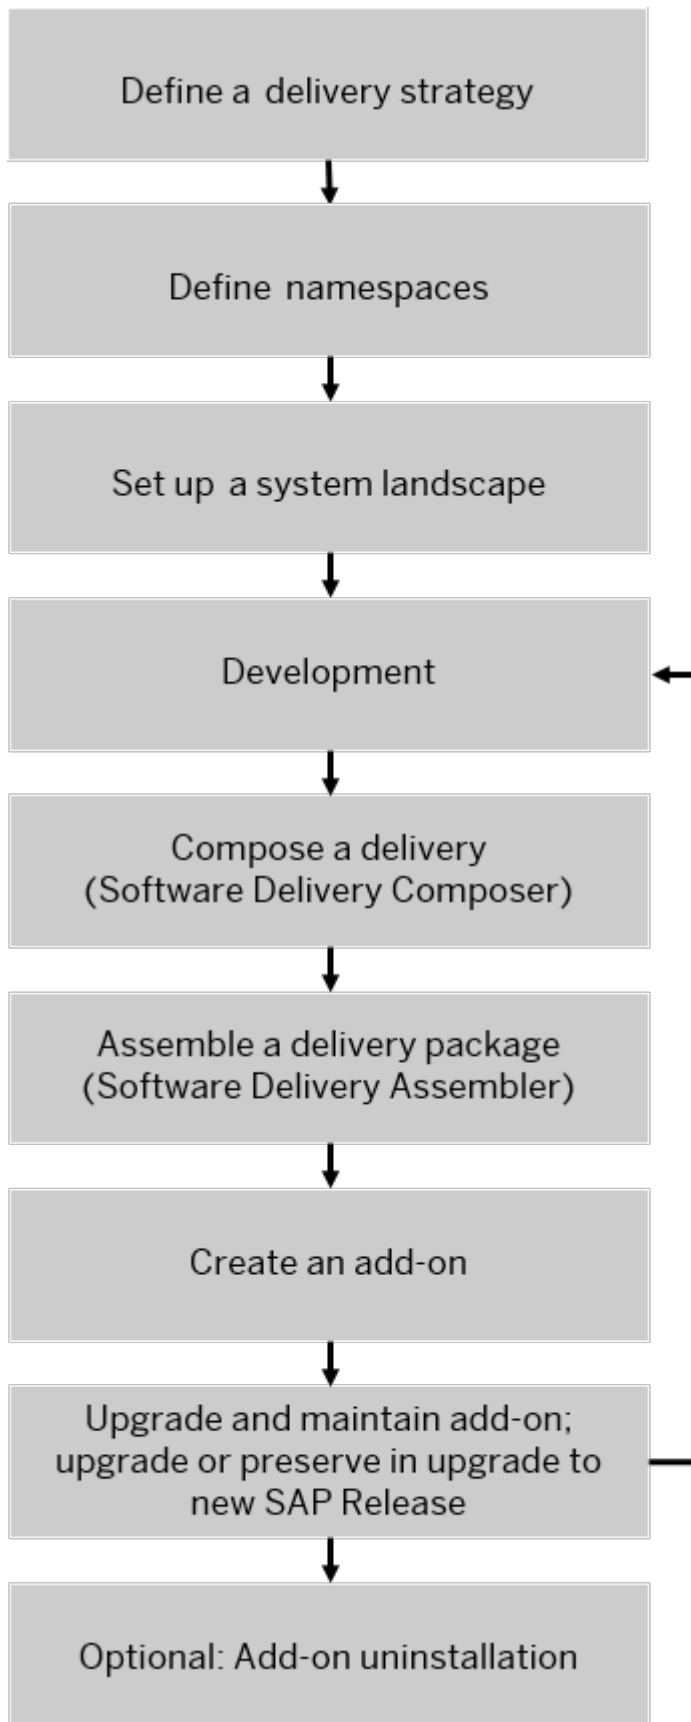 Define a delivery strategy
Define namespaces
Set up a system landscape
Development
Compose a delivery
(Software Delivery Composer)
Assemble a delivery package
(Software Delivery Assembler)
Create an add-on
Upgrade and maintain add-on;
upgrade or preserve in upgrade to
new SAP Release
Optional: Add-on uninstallation